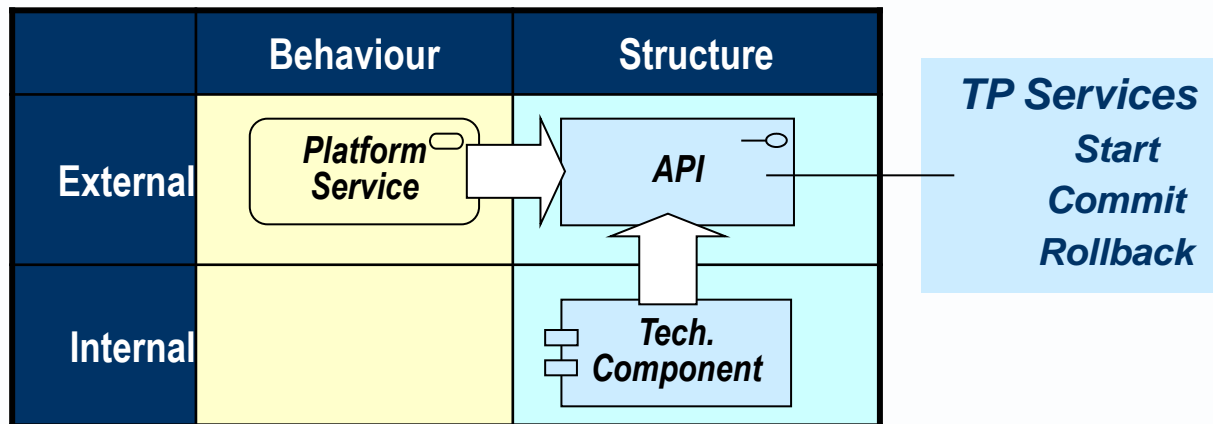 Behaviour Structure
TP Services
Start
Commit
Rollback
External
Platform
Service
API
Internal
Tech.
Component